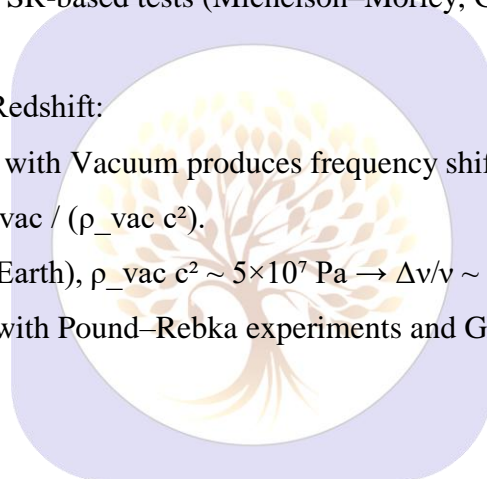 SR-based tests (Michelson–Morley,
Redshift:
with Vacuum produces frequency shif
vac / (ρ_vac c²).
Earth), ρ_vac c² ~ 5×10⁷ Pa → Δν/ν ~
with Pound–Rebka experiments and G